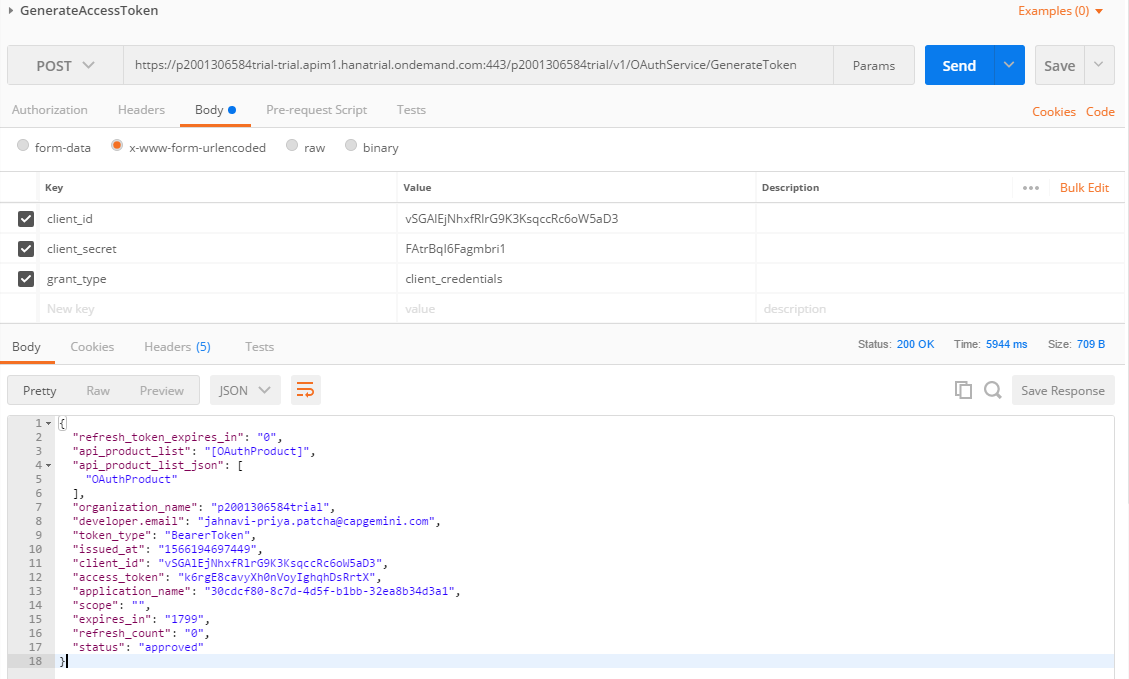 GenerateAccessToken
Examples (0)
POST
https://p2001306584trial-trial.apim1.hanatrial.ondemand.com:443/p2001306584trial/v1/OAuthService/GenerateToken
Params
Send
Save
Authorization Headers Body Pre-request Script Tests
Cookies Code
form-data x-www-form-urlencoded raw binary
Key Value Description ••• Bulk Edit
client_id vSGAlEjNhxfRlrG9K3KsqccRc6oW5aD3
client_secret FAtrBqI6Fagmbri1
grant_type client_credentials
New key value description
Body Cookies Headers (5) Tests
Status: 200 OK Time: 5944 ms Size: 709 B
Pretty Raw Preview JSON Save Response
1 {
2 "refresh_token_expires_in": "0",
3 "api_product_list": "[OAuthProduct]",
4 "api_product_list_json": [
5 "OAuthProduct"
6 ],
7 "organization_name": "p2001306584trial",
8 "developer.email": "jahnavi-priya.patcha@capgemini.com",
9 "token_type": "BearerToken",
10 "issued_at": "1566194697449",
11 "client_id": "vSGAlEjNhxfRlrG9K3KsqccRc6oW5aD3",
12 "access_token": "k6rgE8cavyXh0nVoyIghqhDsRrtX",
13 "application_name": "30cdcf80-8c7d-4d5f-b1bb-32ea8b34d3a1",
14 "scope": "",
15 "expires_in": "1799",
16 "refresh_count": "0",
17 "status": "approved"
18 }